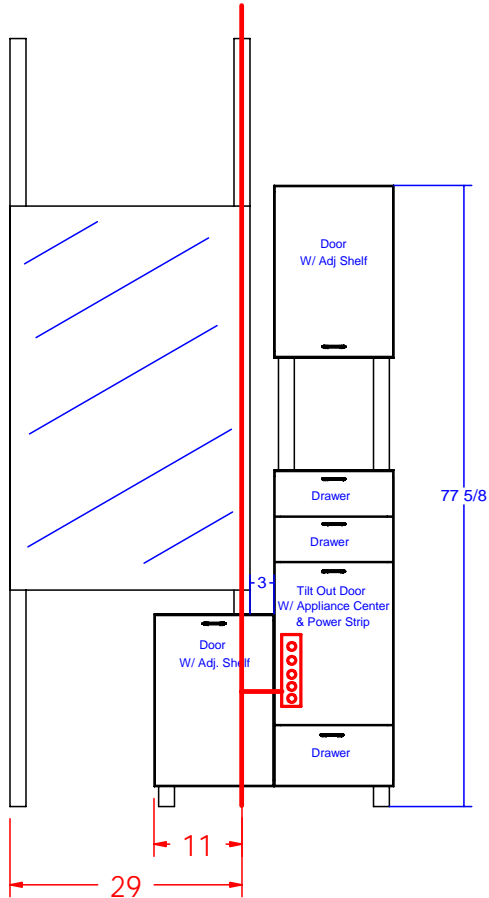 Door
W/ Adj Shelf
Drawer
77 5/8
Drawer
3
Tilt Out Door
W/ Appliance Center
& Power Strip
Door
W/ Adj. Shelf
Drawer
11
29